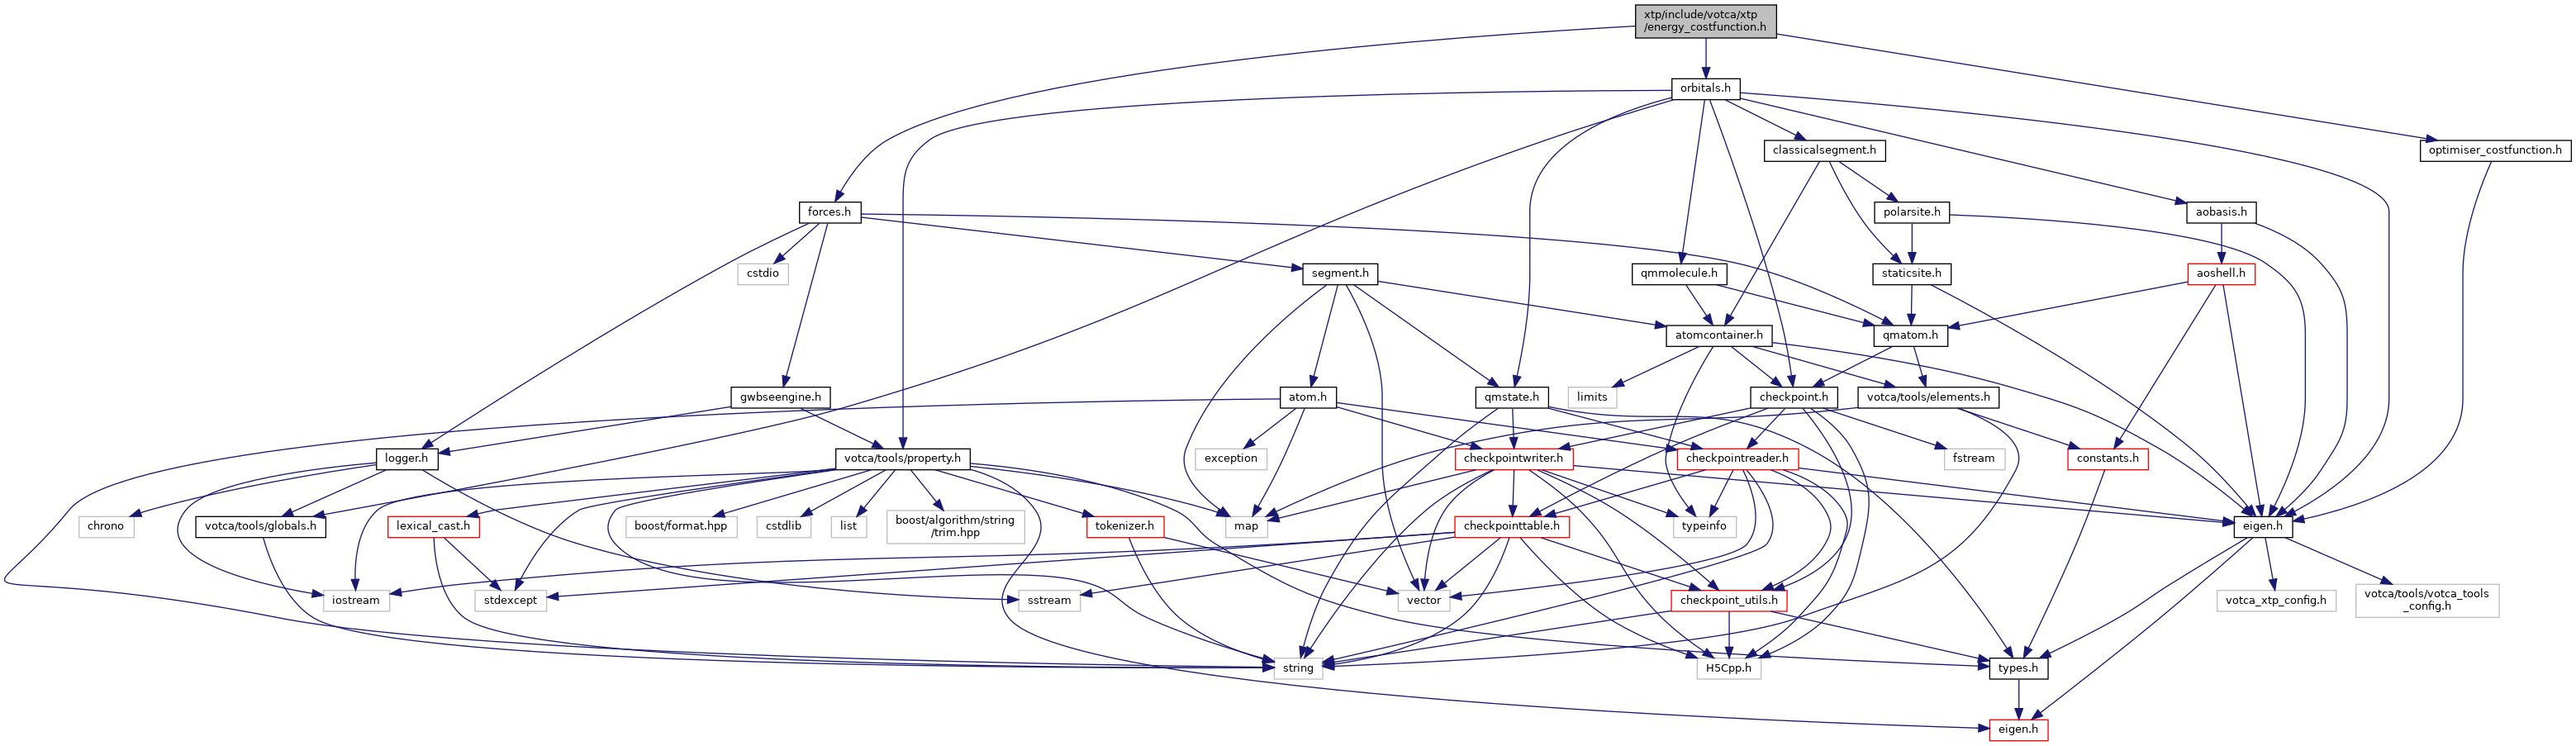 xtp/include/votca/xtp
/energy_costfunction.h
orbitals.h
classicalsegment.h
optimiser_costfunction.h
forces.h
polarsite.h
aobasis.h
cstdio
segment.h
qmmolecule.h
staticsite.h
aoshell.h
atomcontainer.h
qmatom.h
gwbseengine.h
atom.h
qmstate.h
limits
checkpoint.h
votca/tools/elements.h
logger.h
votca/tools/property.h
exception
checkpointwriter.h
checkpointreader.h
fstream
constants.h
chrono
votca/tools/globals.h
lexical_cast.h
boost/format.hpp
cstdlib
list
boost/algorithm/string
/trim.hpp
tokenizer.h
map
checkpointtable.h
typeinfo
eigen.h
iostream
stdexcept
sstream
vector
checkpoint_utils.h
votca_xtp_config.h
votca/tools/votca_tools
_config.h
string
H5Cpp.h
types.h
eigen.h